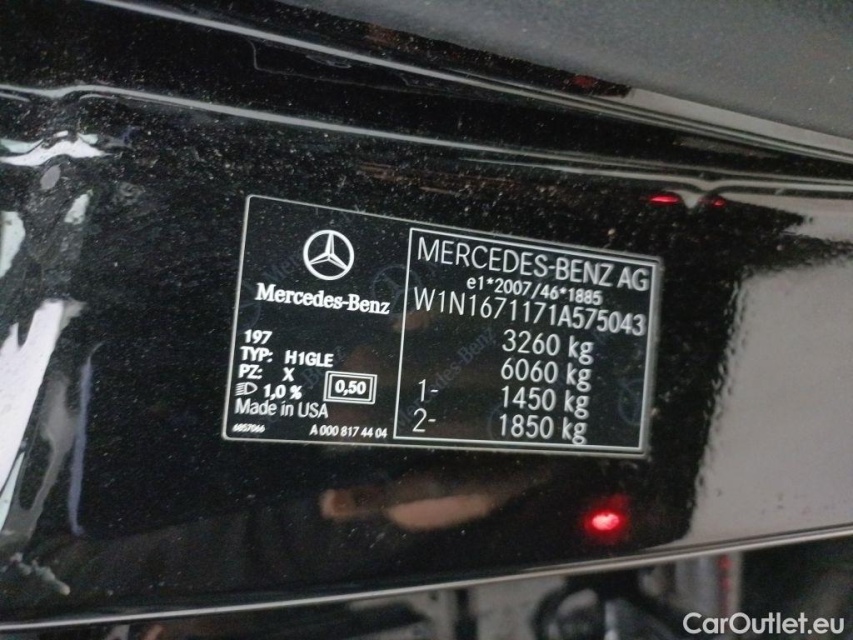 Mercedes-Benz
197
TYP: H1GLE
PZ: X
1,0 % 0,50
Made in USA
6857066 A 000 817 44 04
MERCEDES-BENZ AG
e1*2007/46*1885
W1N1671171A575043
3260 kg
6060 kg
1- 1450 kg
2- 1850 kg
CarOutlet.eu